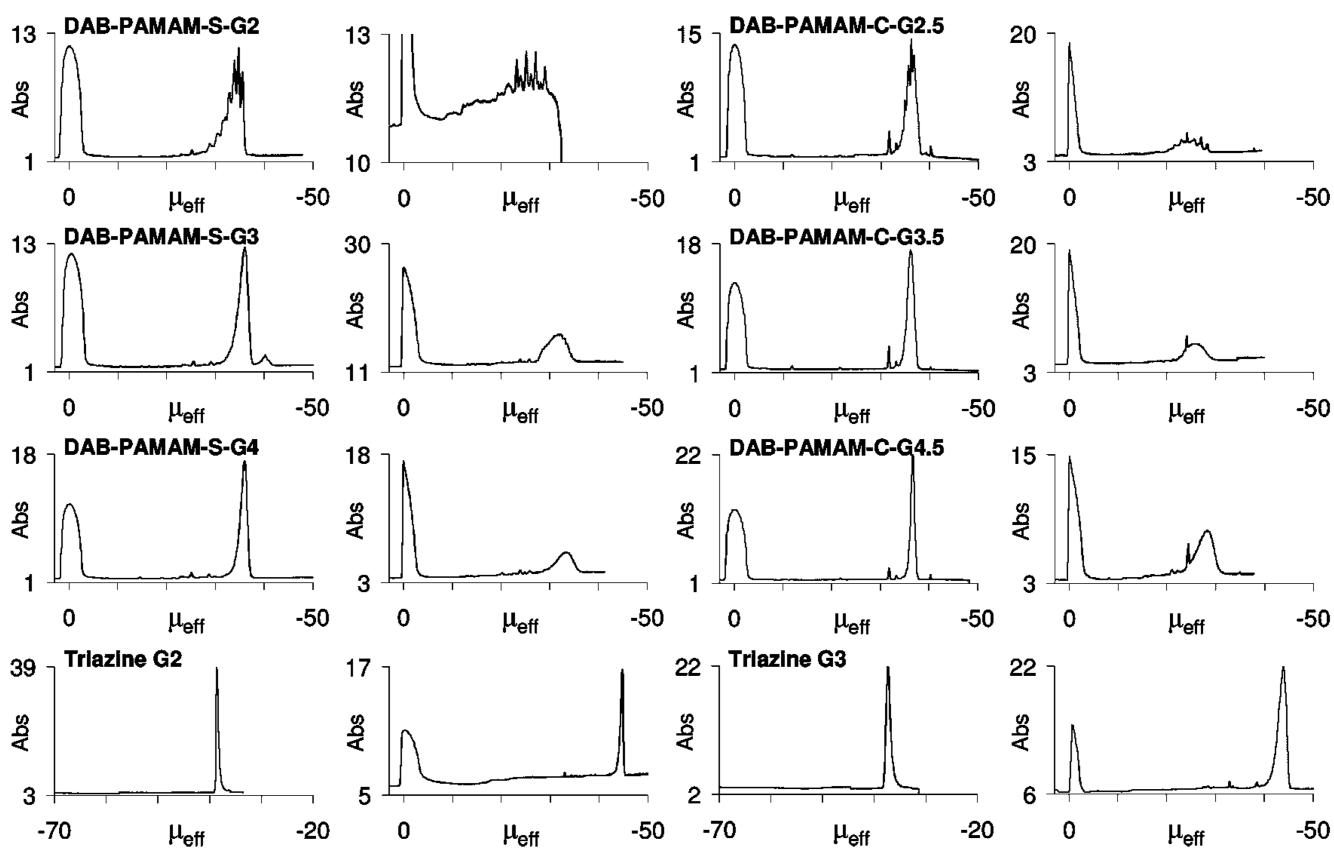 DAB-PAMAM-S-G2
13
Abs
1
0
μeff
-50
13
Abs
10
0
μeff
-50
DAB-PAMAM-C-G2.5
15
Abs
1
0
μeff
-50
20
Abs
3
0
μeff
-50
DAB-PAMAM-S-G3
13
Abs
1
0
μeff
-50
30
Abs
11
0
μeff
-50
DAB-PAMAM-C-G3.5
18
Abs
1
0
μeff
-50
20
Abs
3
0
μeff
-50
DAB-PAMAM-S-G4
18
Abs
1
0
μeff
-50
18
Abs
3
0
μeff
-50
DAB-PAMAM-C-G4.5
22
Abs
1
0
μeff
-50
15
Abs
3
0
μeff
-50
Triazine G2
39
Abs
3
-70
μeff
-20
17
Abs
5
0
μeff
-50
Triazine G3
22
Abs
2
-70
μeff
-20
22
Abs
6
0
μeff
-50